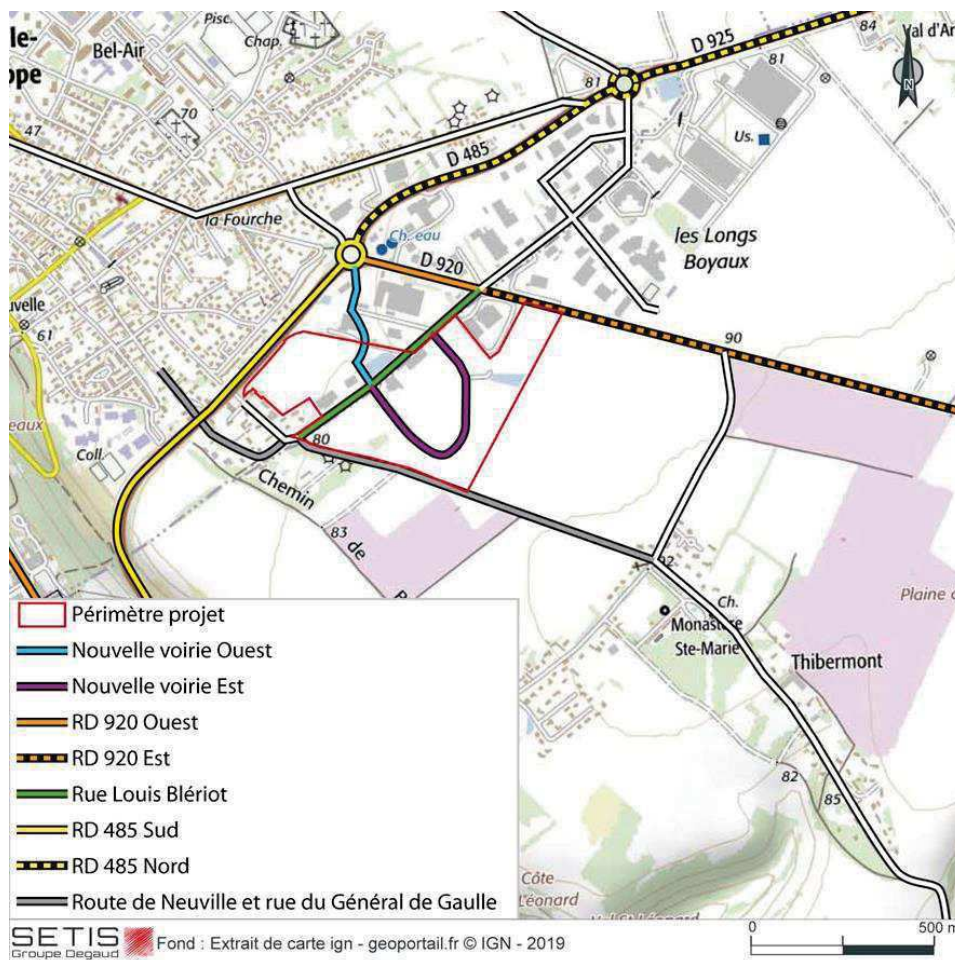 le-
ope
Bel-Air
Pisc.
Chap.
D 925
84
81
81
Us.
70
47
D 485
la Fourche
Ch. eau
les Longs
Boyaux
D 920
61
90
80
Coll.
Chemin
de
83
92
Ch.
Monastère
Ste-Marie
Thibermont
Plaine
82
85
Côte
N
Périmètre projet
Nouvelle voirie Ouest
Nouvelle voirie Est
RD 920 Ouest
RD 920 Est
Rue Louis Blériot
RD 485 Sud
RD 485 Nord
Route de Neuville et rue du Général de Gaulle
SETIS
Groupe Degaud
Fond : Extrait de carte ign - geoportail.fr © IGN - 2019
0
500 m